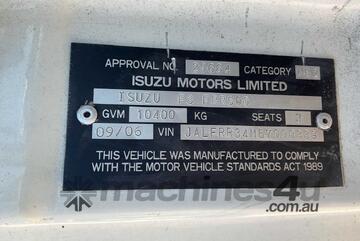 APPROVAL NO. CATEGORY
ISUZU MOTORS LIMITED
ISUZU
GVM 10400 KG SEATS 3
09/06 VIN
THIS VEHICLE WAS MANUFACTURED TO COMPLY
WITH THE MOTOR VEHICLE STANDARDS ACT 1989
machines4u
.com.au